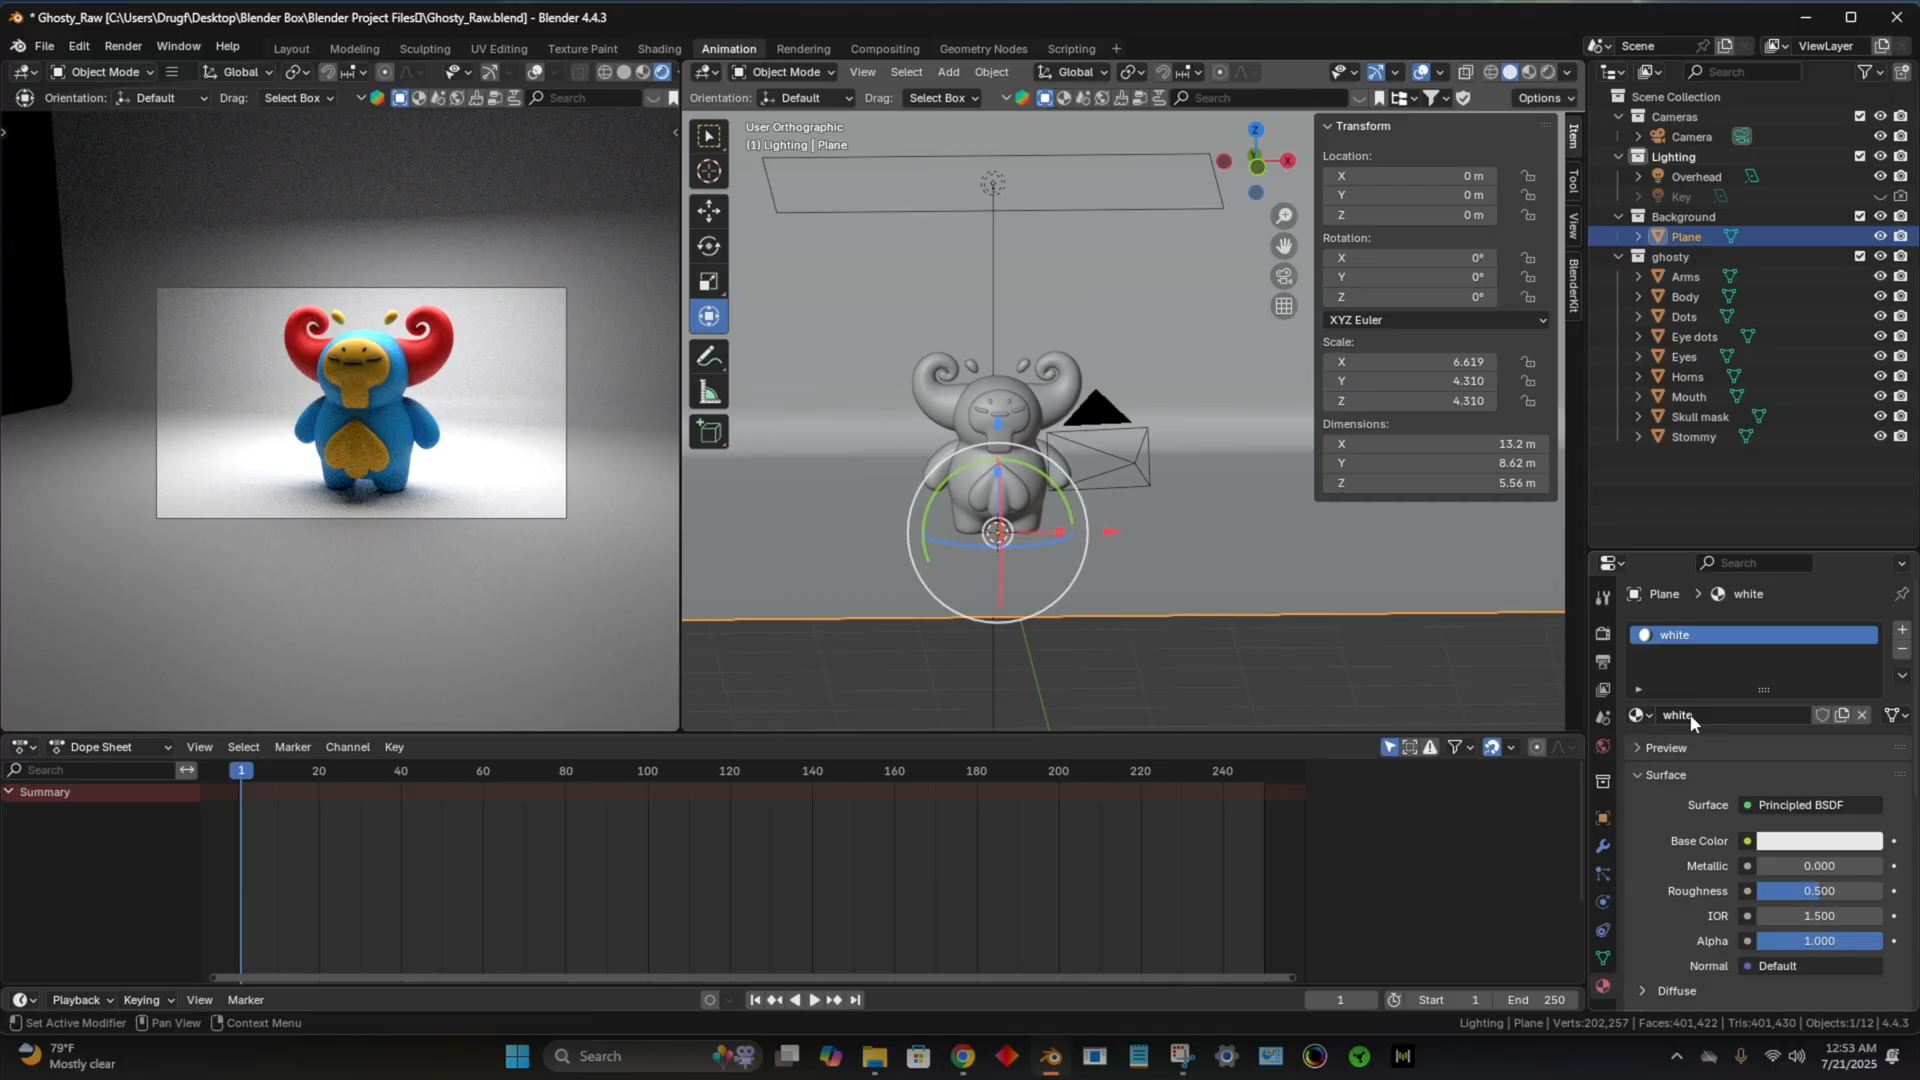 * Ghosty_Raw [C:\Users\Drugf\Desktop\Blender Box\Blender Project Files\Ghosty_Raw.blend] - Blender 4.4.3
File Edit Render Window Help Layout Modeling Sculpting UV Editing Texture Paint Shading Animation Rendering Compositing Geometry Nodes Scripting + Scene ViewLayer
Object Mode Global Object Mode View Select Add Object Global Search
Orientation: Default Drag: Select Box Search Orientation: Default Drag: Select Box Search Options
Scene Collection
Cameras
Camera
Lighting
Overhead
Key
Background
Plane
ghosty
Arms
Body
Dots
Eye dots
Eyes
Horns
Mouth
Skull mask
Stommy
User Orthographic
(1) Lighting | Plane
Z
Y
X
Transform
Location:
X 0 m
Y 0 m
Z 0 m
Rotation:
X 0°
Y 0°
Z 0°
XYZ Euler
Scale:
X 6.619
Y 4.310
Z 4.310
Dimensions:
X 13.2 m
Y 8.62 m
Z 5.56 m
Item
Tool
View
BlenderKit
Search
Plane > white
white
white
Preview
Surface
Surface Principled BSDF
Base Color
Metallic 0.000
Roughness 0.500
IOR 1.500
Alpha 1.000
Normal Default
Diffuse
Dope Sheet View Select Marker Channel Key
Search 1 20 40 60 80 100 120 140 160 180 200 220 240
Summary
Playback Keying View Marker 1 Start 1 End 250
Set Active Modifier Pan View Context Menu Lighting | Plane | Verts:202,257 | Faces:401,422 | Tris:401,430 | Objects:1/12 | 4.4.3
79°F
Mostly clear
Search
12:53 AM
7/21/2025